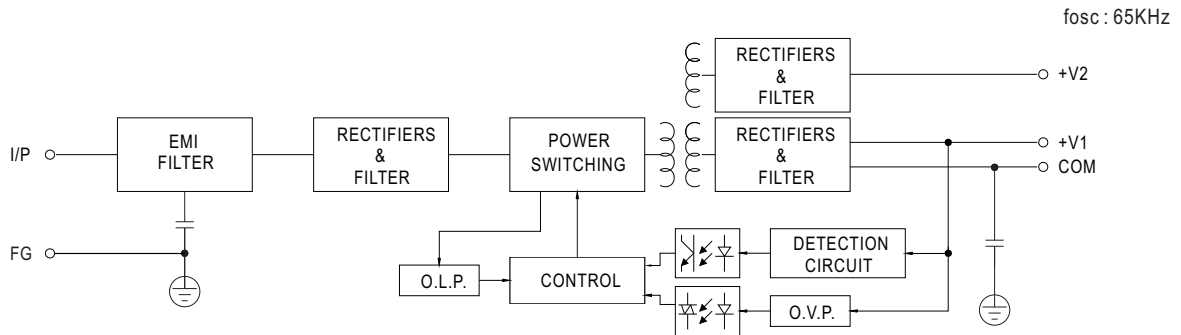 fosc : 65KHz
RECTIFIERS
&
FILTER
+V2
I/P
EMI
FILTER
RECTIFIERS
&
FILTER
POWER
SWITCHING
RECTIFIERS
&
FILTER
+V1
COM
FG
O.L.P.
CONTROL
DETECTION
CIRCUIT
O.V.P.